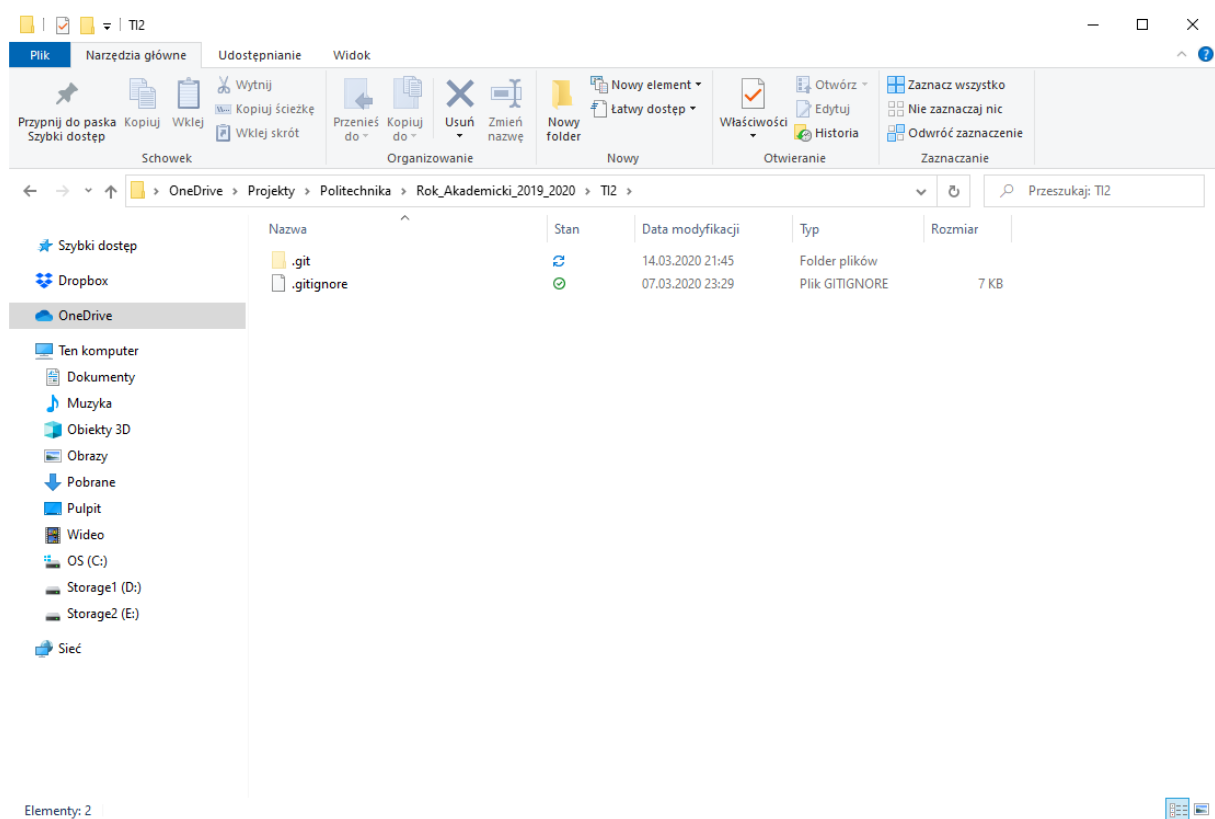 TI2
Plik Narzędzia główne Udostępnianie Widok
Przypnij do paska Szybki dostęp
Kopiuj
Wklej
Wytnij
Kopiuj ścieżkę
Wklej skrót
Schowek
Przenieś do
Kopiuj do
Usuń
Zmień nazwę
Organizowanie
Nowy folder
Nowy element
Łatwy dostęp
Nowy
Właściwości
Otwórz
Edytuj
Historia
Otwieranie
Zaznacz wszystko
Nie zaznaczaj nic
Odwróć zaznaczenie
Zaznaczanie
OneDrive > Projekty > Politechnika > Rok_Akademicki_2019_2020 > TI2 >
Przeszukaj: TI2
Szybki dostęp
Dropbox
OneDrive
Ten komputer
Dokumenty
Muzyka
Obiekty 3D
Obrazy
Pobrane
Pulpit
Wideo
OS (C:)
Storage1 (D:)
Storage2 (E:)
Sieć
Nazwa Stan Data modyfikacji Typ Rozmiar
.git 14.03.2020 21:45 Folder plików
.gitignore 07.03.2020 23:29 Plik GITIGNORE 7 KB
Elementy: 2